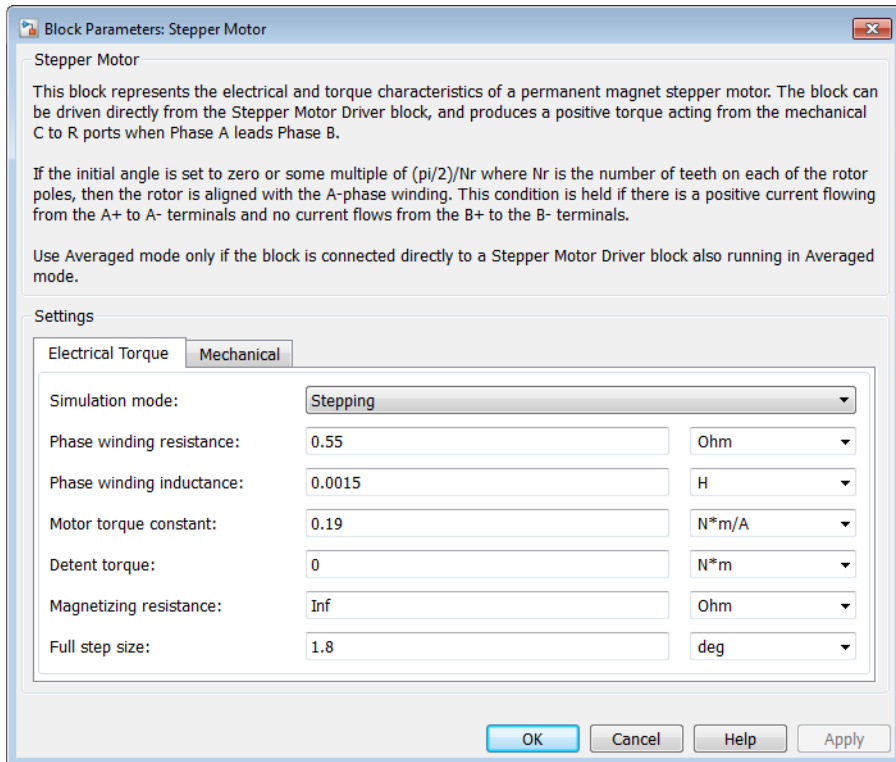 Block Parameters: Stepper Motor
Stepper Motor
This block represents the electrical and torque characteristics of a permanent magnet stepper motor. The block can
be driven directly from the Stepper Motor Driver block, and produces a positive torque acting from the mechanical
C to R ports when Phase A leads Phase B.
If the initial angle is set to zero or some multiple of (pi/2)/Nr where Nr is the number of teeth on each of the rotor
poles, then the rotor is aligned with the A-phase winding. This condition is held if there is a positive current flowing
from the A+ to A- terminals and no current flows from the B+ to the B- terminals.
Use Averaged mode only if the block is connected directly to a Stepper Motor Driver block also running in Averaged
mode.
Settings
Electrical Torque Mechanical
Simulation mode: Stepping
Phase winding resistance: 0.55 Ohm
Phase winding inductance: 0.0015 H
Motor torque constant: 0.19 N*m/A
Detent torque: 0 N*m
Magnetizing resistance: Inf Ohm
Full step size: 1.8 deg
OK Cancel Help Apply